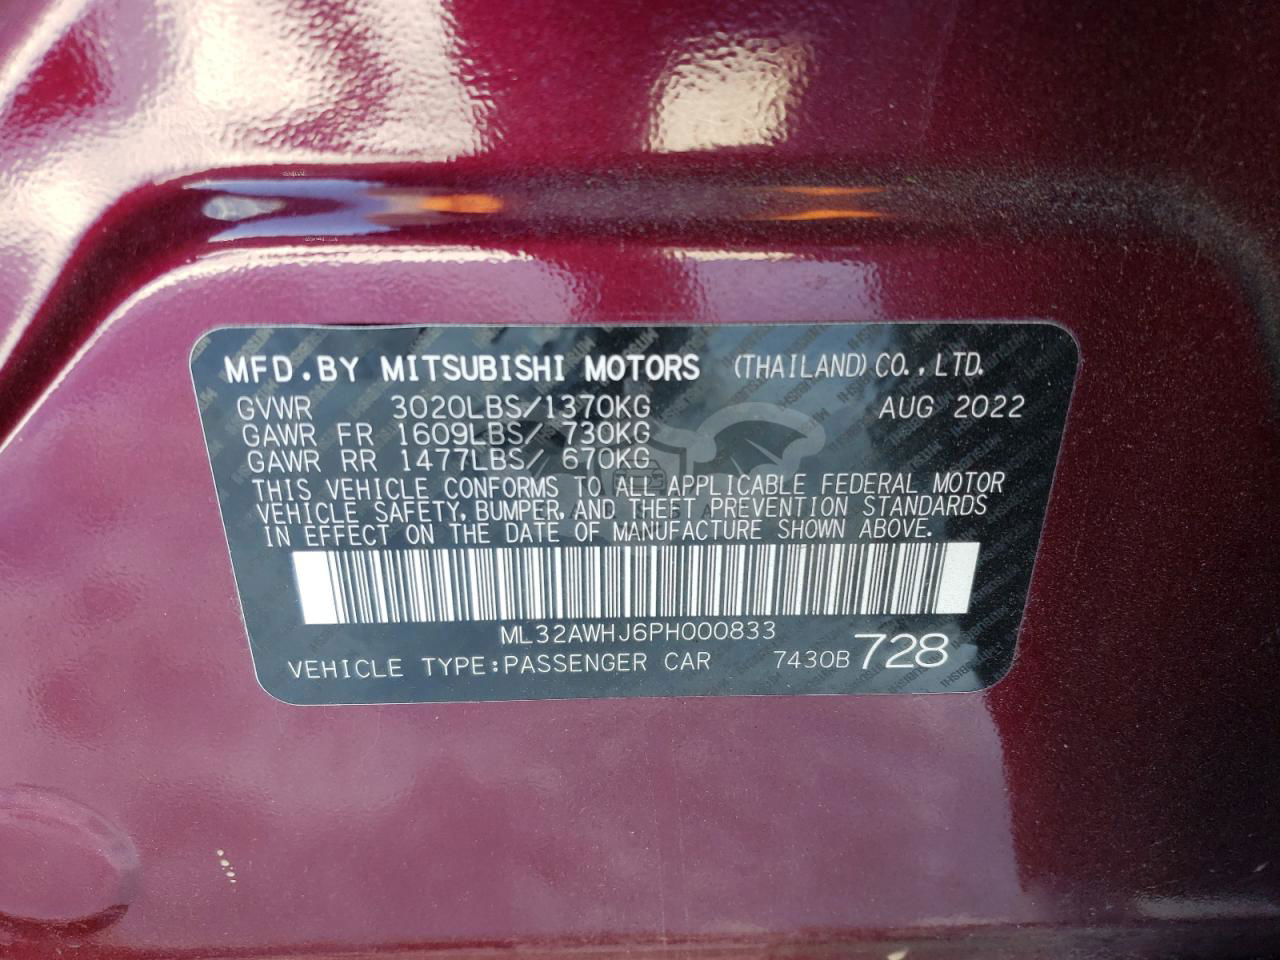 MFD.BY MITSUBISHI MOTORS (THAILAND) CO.,LTD.
GVWR 3020LBS/1370KG AUG 2022
GAWR FR 1609LBS/ 730KG
GAWR RR 1477LBS/ 670KG
THIS VEHICLE CONFORMS TO ALL APPLICABLE FEDERAL MOTOR
VEHICLE SAFETY, BUMPER, AND THEFT PREVENTION STANDARDS
IN EFFECT ON THE DATE OF MANUFACTURE SHOWN ABOVE.
ML32AWHJ6PH000833
VEHICLE TYPE:PASSENGER CAR 7430B 728